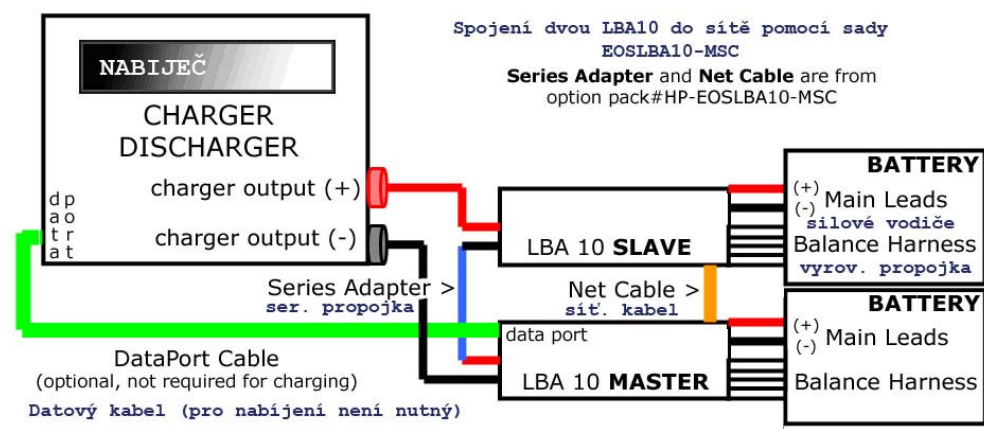 Spojení dvou LBA10 do sítě pomocí sady
EOSLBA10-MSC
Series Adapter and Net Cable are from
option pack#HP-EOSLBA10-MSC
NABIJEČ
CHARGER
DISCHARGER
charger output (+)
charger output (-)
data port
LBA 10 SLAVE
BATTERY
(+) Main Leads
(-)
silové vodiče
Balance Harness
vyrov. propojka
Series Adapter >
ser. propojka
Net Cable >
síť. kabel
data port
LBA 10 MASTER
BATTERY
(+)
(-) Main Leads
Balance Harness
DataPort Cable
(optional, not required for charging)
Datový kabel (pro nabíjení není nutný)